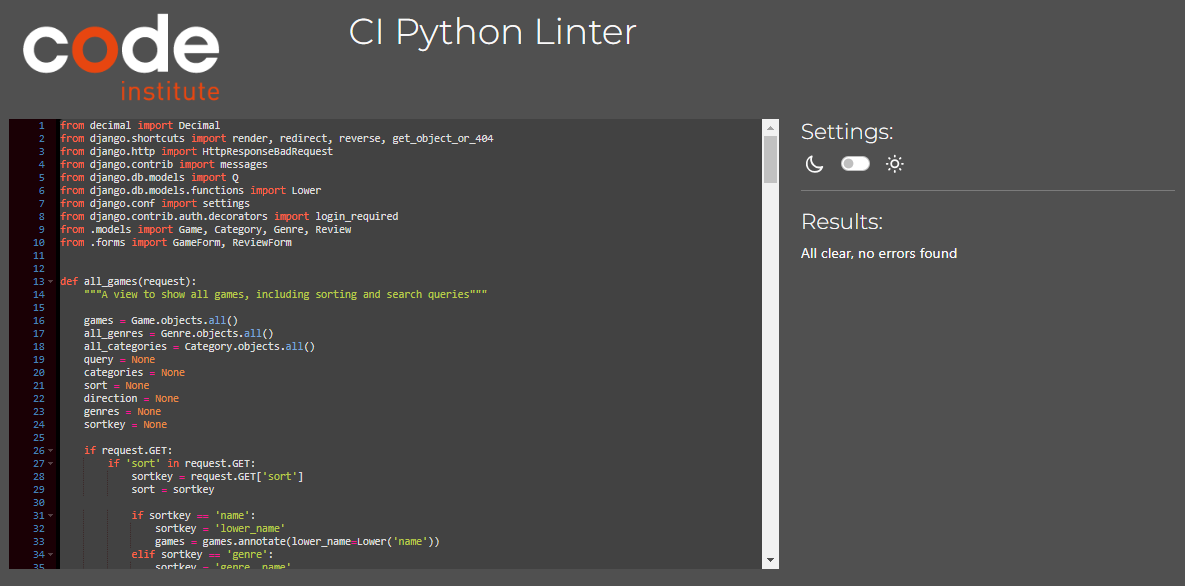 code
institute
CI Python Linter
1 from decimal import Decimal
2 from django.shortcuts import render, redirect, reverse, get_object_or_404
3 from django.http import HttpResponseBadRequest
4 from django.contrib import messages
5 from django.db.models import Q
6 from django.db.models.functions import Lower
7 from django.conf import settings
8 from django.contrib.auth.decorators import login_required
9 from .models import Game, Category, Genre, Review
10 from .forms import GameForm, ReviewForm
11
12
13 def all_games(request):
14     """A view to show all games, including sorting and search queries"""
15
16     games = Game.objects.all()
17     all_genres = Genre.objects.all()
18     all_categories = Category.objects.all()
19     query = None
20     categories = None
21     sort = None
22     direction = None
23     genres = None
24     sortkey = None
25
26     if request.GET:
27         if 'sort' in request.GET:
28             sortkey = request.GET['sort']
29             sort = sortkey
30
31             if sortkey == 'name':
32                 sortkey = 'lower_name'
33                 games = games.annotate(lower_name=Lower('name'))
34             elif sortkey == 'genre':
35                 sortkey = 'genre__name'
Settings:
Results:
All clear, no errors found